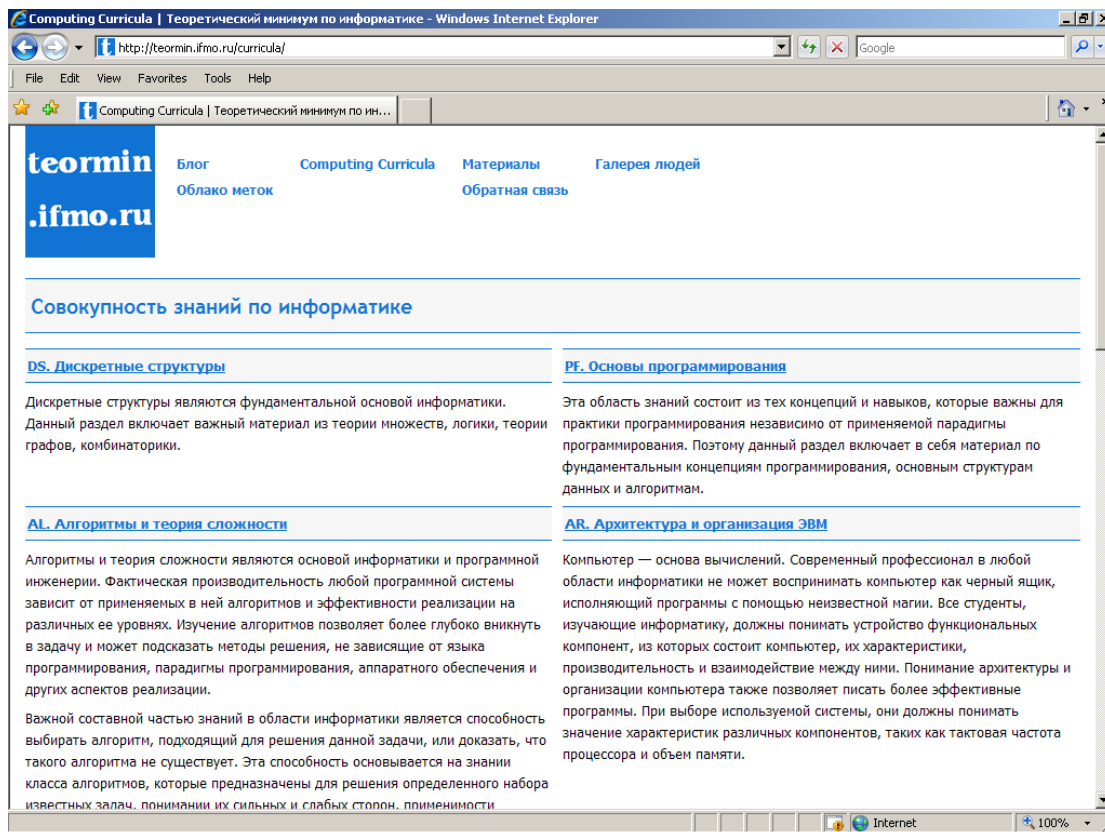 Computing Curricula | Теоретический минимум по информатике - Windows Internet Explorer
http://teormin.ifmo.ru/curricula/
Google
File Edit View Favorites Tools Help
Computing Curricula | Теоретический минимум по ин...
teormin
.ifmo.ru
Блог Computing Curricula Материалы Галерея людей
Облако меток Обратная связь
Совокупность знаний по информатике
DS. Дискретные структуры
Дискретные структуры являются фундаментальной основой информатики.
Данный раздел включает важный материал из теории множеств, логики, теории
графов, комбинаторики.
PF. Основы программирования
Эта область знаний состоит из тех концепций и навыков, которые важны для
практики программирования независимо от применяемой парадигмы
программирования. Поэтому данный раздел включает в себя материал по
фундаментальным концепциям программирования, основным структурам
данных и алгоритмам.
AL. Алгоритмы и теория сложности
Алгоритмы и теория сложности являются основой информатики и программной
инженерии. Фактическая производительность любой программной системы
зависит от применяемых в ней алгоритмов и эффективности реализации на
различных ее уровнях. Изучение алгоритмов позволяет более глубоко вникнуть
в задачу и может подсказать методы решения, не зависящие от языка
программирования, парадигмы программирования, аппаратного обеспечения и
других аспектов реализации.
Важной составной частью знаний в области информатики является способность
выбирать алгоритм, подходящий для решения данной задачи, или доказать, что
такого алгоритма не существует. Эта способность основывается на знании
класса алгоритмов, которые предназначены для решения определенного набора
известных задач, понимании их сильных и слабых сторон, применимости
AR. Архитектура и организация ЭВМ
Компьютер — основа вычислений. Современный профессионал в любой
области информатики не может воспринимать компьютер как черный ящик,
исполняющий программы с помощью неизвестной магии. Все студенты,
изучающие информатику, должны понимать устройство функциональных
компонент, из которых состоит компьютер, их характеристики,
производительность и взаимодействие между ними. Понимание архитектуры и
организации компьютера также позволяет писать более эффективные
программы. При выборе используемой системы, они должны понимать
значение характеристик различных компонентов, таких как тактовая частота
процессора и объем памяти.
Internet 100%